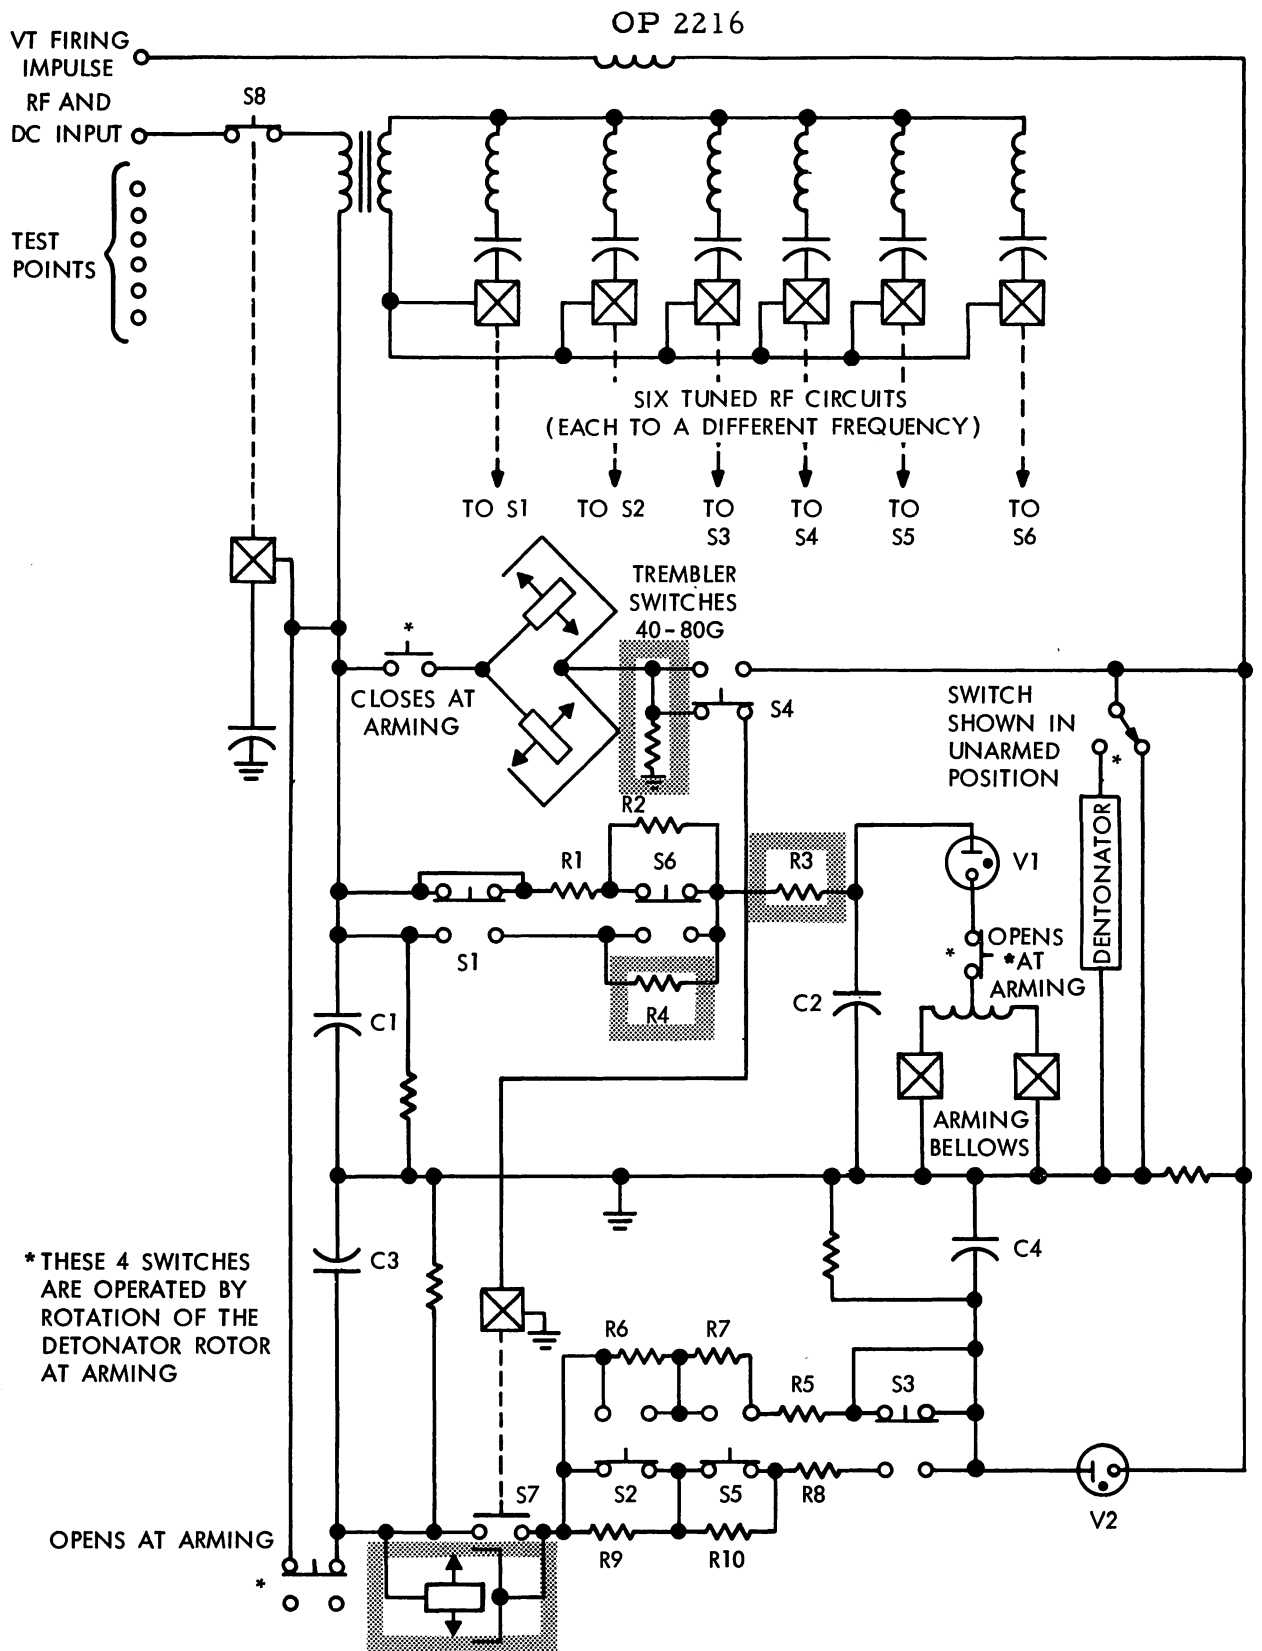 OP 2216
VT FIRING
IMPULSE
RF AND
DC INPUT
S8
TEST
POINTS
SIX TUNED RF CIRCUITS
(EACH TO A DIFFERENT FREQUENCY)
TO S1
TO S2
TO
S3
TO
S4
TO
S5
TO
S6
TREMBLER
SWITCHES
40-80G
*
CLOSES AT
ARMING
S4
SWITCH
SHOWN IN
UNARMED
POSITION
*
R2
R1
S6
R3
V1
DENTONATOR
S1
R4
* OPENS
*AT
ARMING
C1
C2
ARMING
BELLOWS
C3
C4
*THESE 4 SWITCHES
ARE OPERATED BY
ROTATION OF THE
DETONATOR ROTOR
AT ARMING
R6
R7
R5
S3
S7
S2
S5
R8
V2
OPENS AT ARMING
*
R9
R10